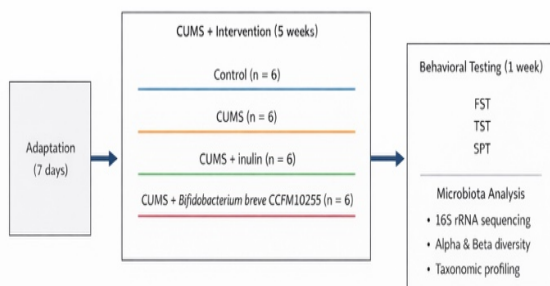 Adaptation
(7 days)
CUMS + Intervention (5 weeks)
Control (n = 6)
CUMS (n = 6)
CUMS + inulin (n = 6)
CUMS + Bifidobacterium breve CCFM10255 (n = 6)
Behavioral Testing (1 week)
FST
TST
SPT
Microbiota Analysis
• 16S rRNA sequencing
• Alpha & Beta diversity
• Taxonomic profiling